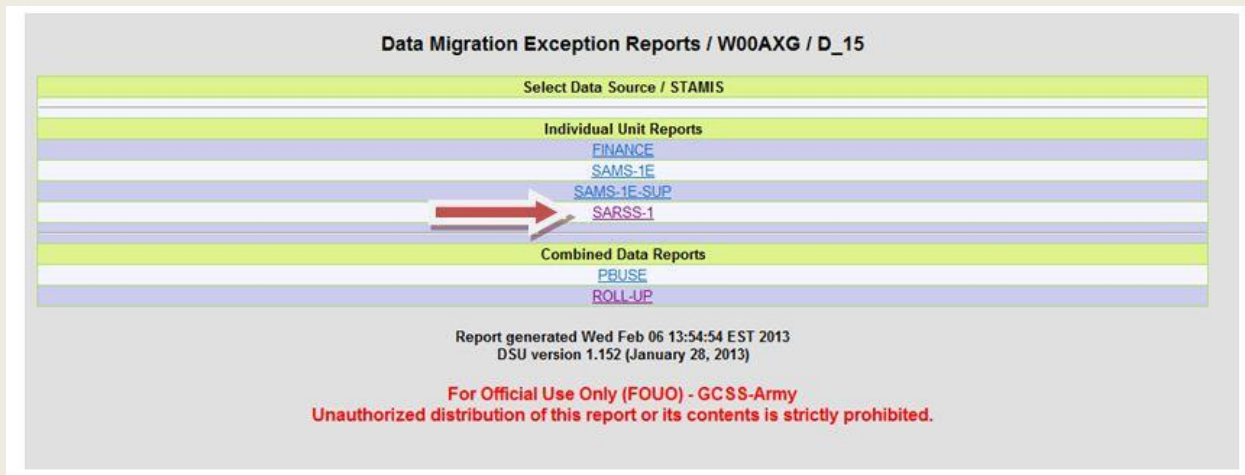 Data Migration Exception Reports / W00AXG / D_15
Select Data Source / STAMIS
Individual Unit Reports
FINANCE
SAMS-1E
SAMS-1E-SUP
SARSS-1
Combined Data Reports
PBUSE
ROLL-UP
Report generated Wed Feb 06 13:54:54 EST 2013
DSU version 1.152 (January 28, 2013)
For Official Use Only (FOUO) - GCSS-Army
Unauthorized distribution of this report or its contents is strictly prohibited.